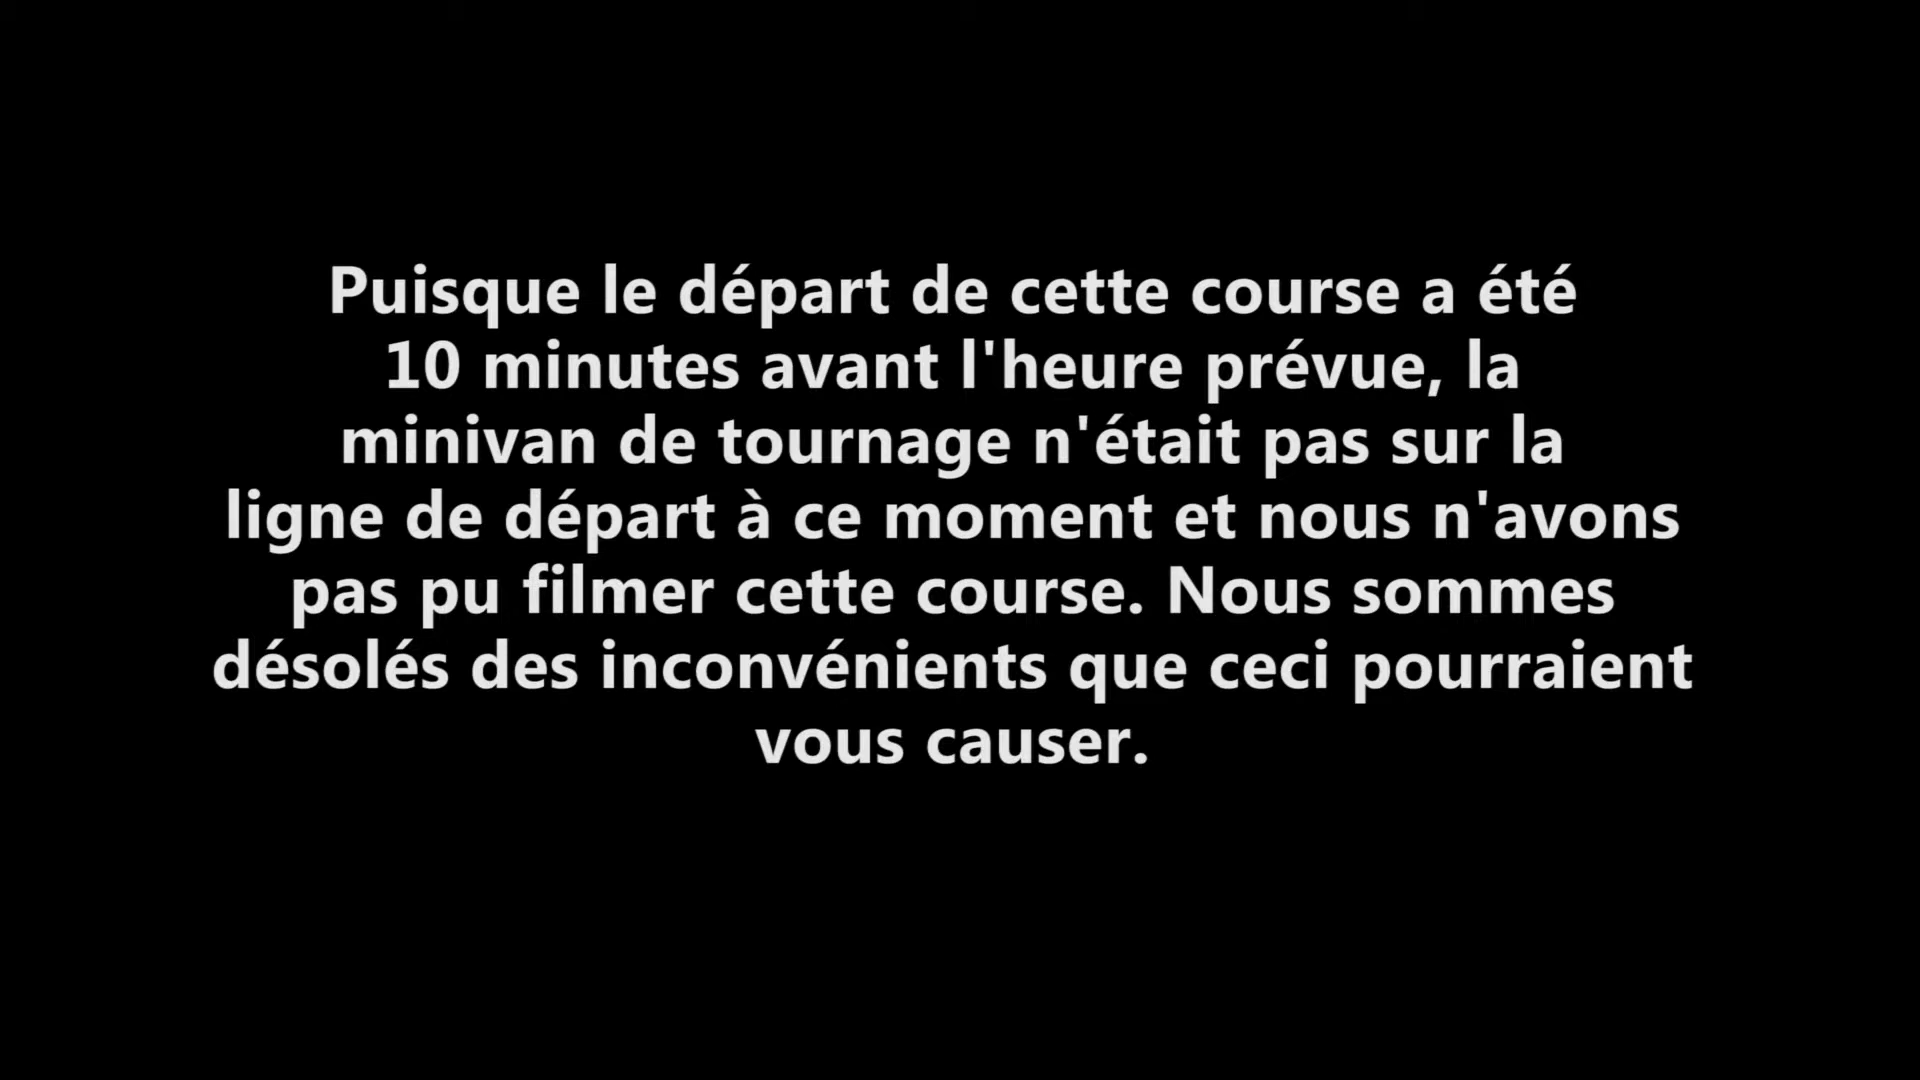 Puisque le départ de cette course a été
10 minutes avant l'heure prévue, la
minivan de tournage n'était pas sur la
ligne de départ à ce moment et nous n'avons
pas pu filmer cette course. Nous sommes
désolés des inconvénients que ceci pourraient
vous causer.